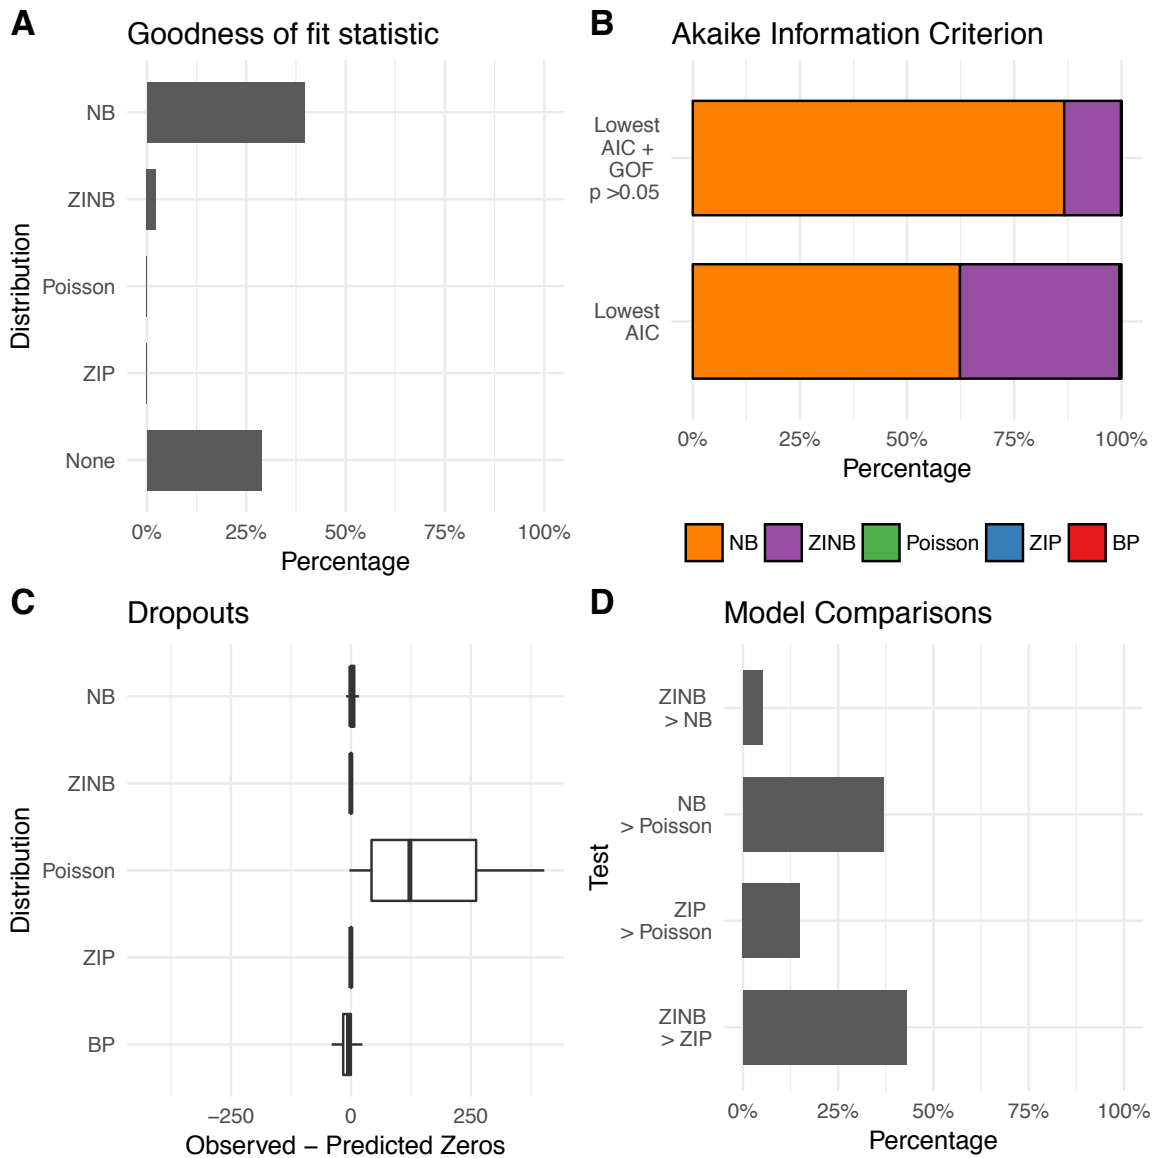 A
Goodness of fit statistic
Distribution
NB
ZINB
Poisson
ZIP
None
0% 25% 50% 75% 100%
Percentage
B
Akaike Information Criterion
Lowest
AIC +
GOF
p >0.05
Lowest
AIC
0% 25% 50% 75% 100%
Percentage
NB ZINB Poisson ZIP BP
C
Dropouts
Distribution
NB
ZINB
Poisson
ZIP
BP
−250 0 250
Observed − Predicted Zeros
D
Model Comparisons
Test
ZINB
> NB
NB
> Poisson
ZIP
> Poisson
ZINB
> ZIP
0% 25% 50% 75% 100%
Percentage